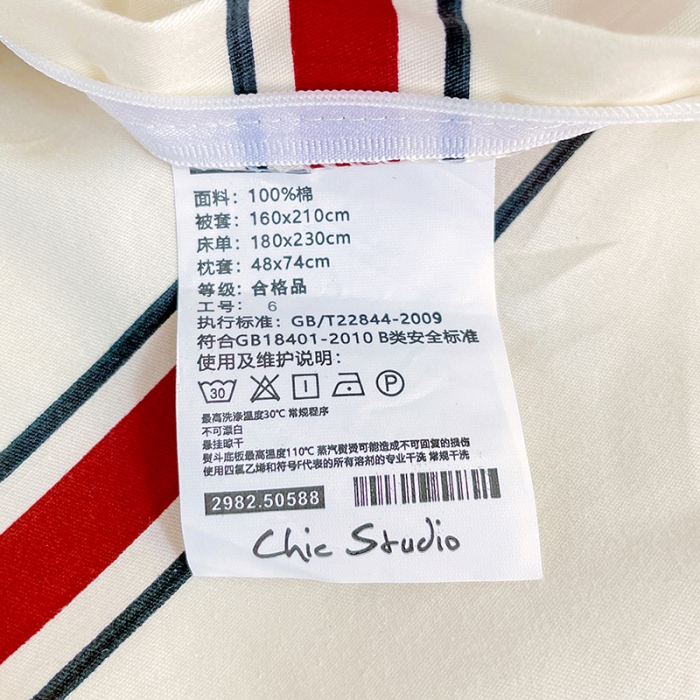 面料：100%棉
被套：160x210cm
床单：180x230cm
枕套：48x74cm
等级：合格品
工号： 6
执行标准：GB/T22844-2009
符合GB18401-2010 B类安全标准
使用及维护说明：
30 P
最高洗涤温度30℃ 常规程序
不可漂白
悬挂晾干
熨斗底板最高温度110℃ 蒸汽熨烫可能造成不可回复的损伤
使用四氯乙烯和符号F代表的所有溶剂的专业干洗 常规干洗
2982.50588
Chic Studio